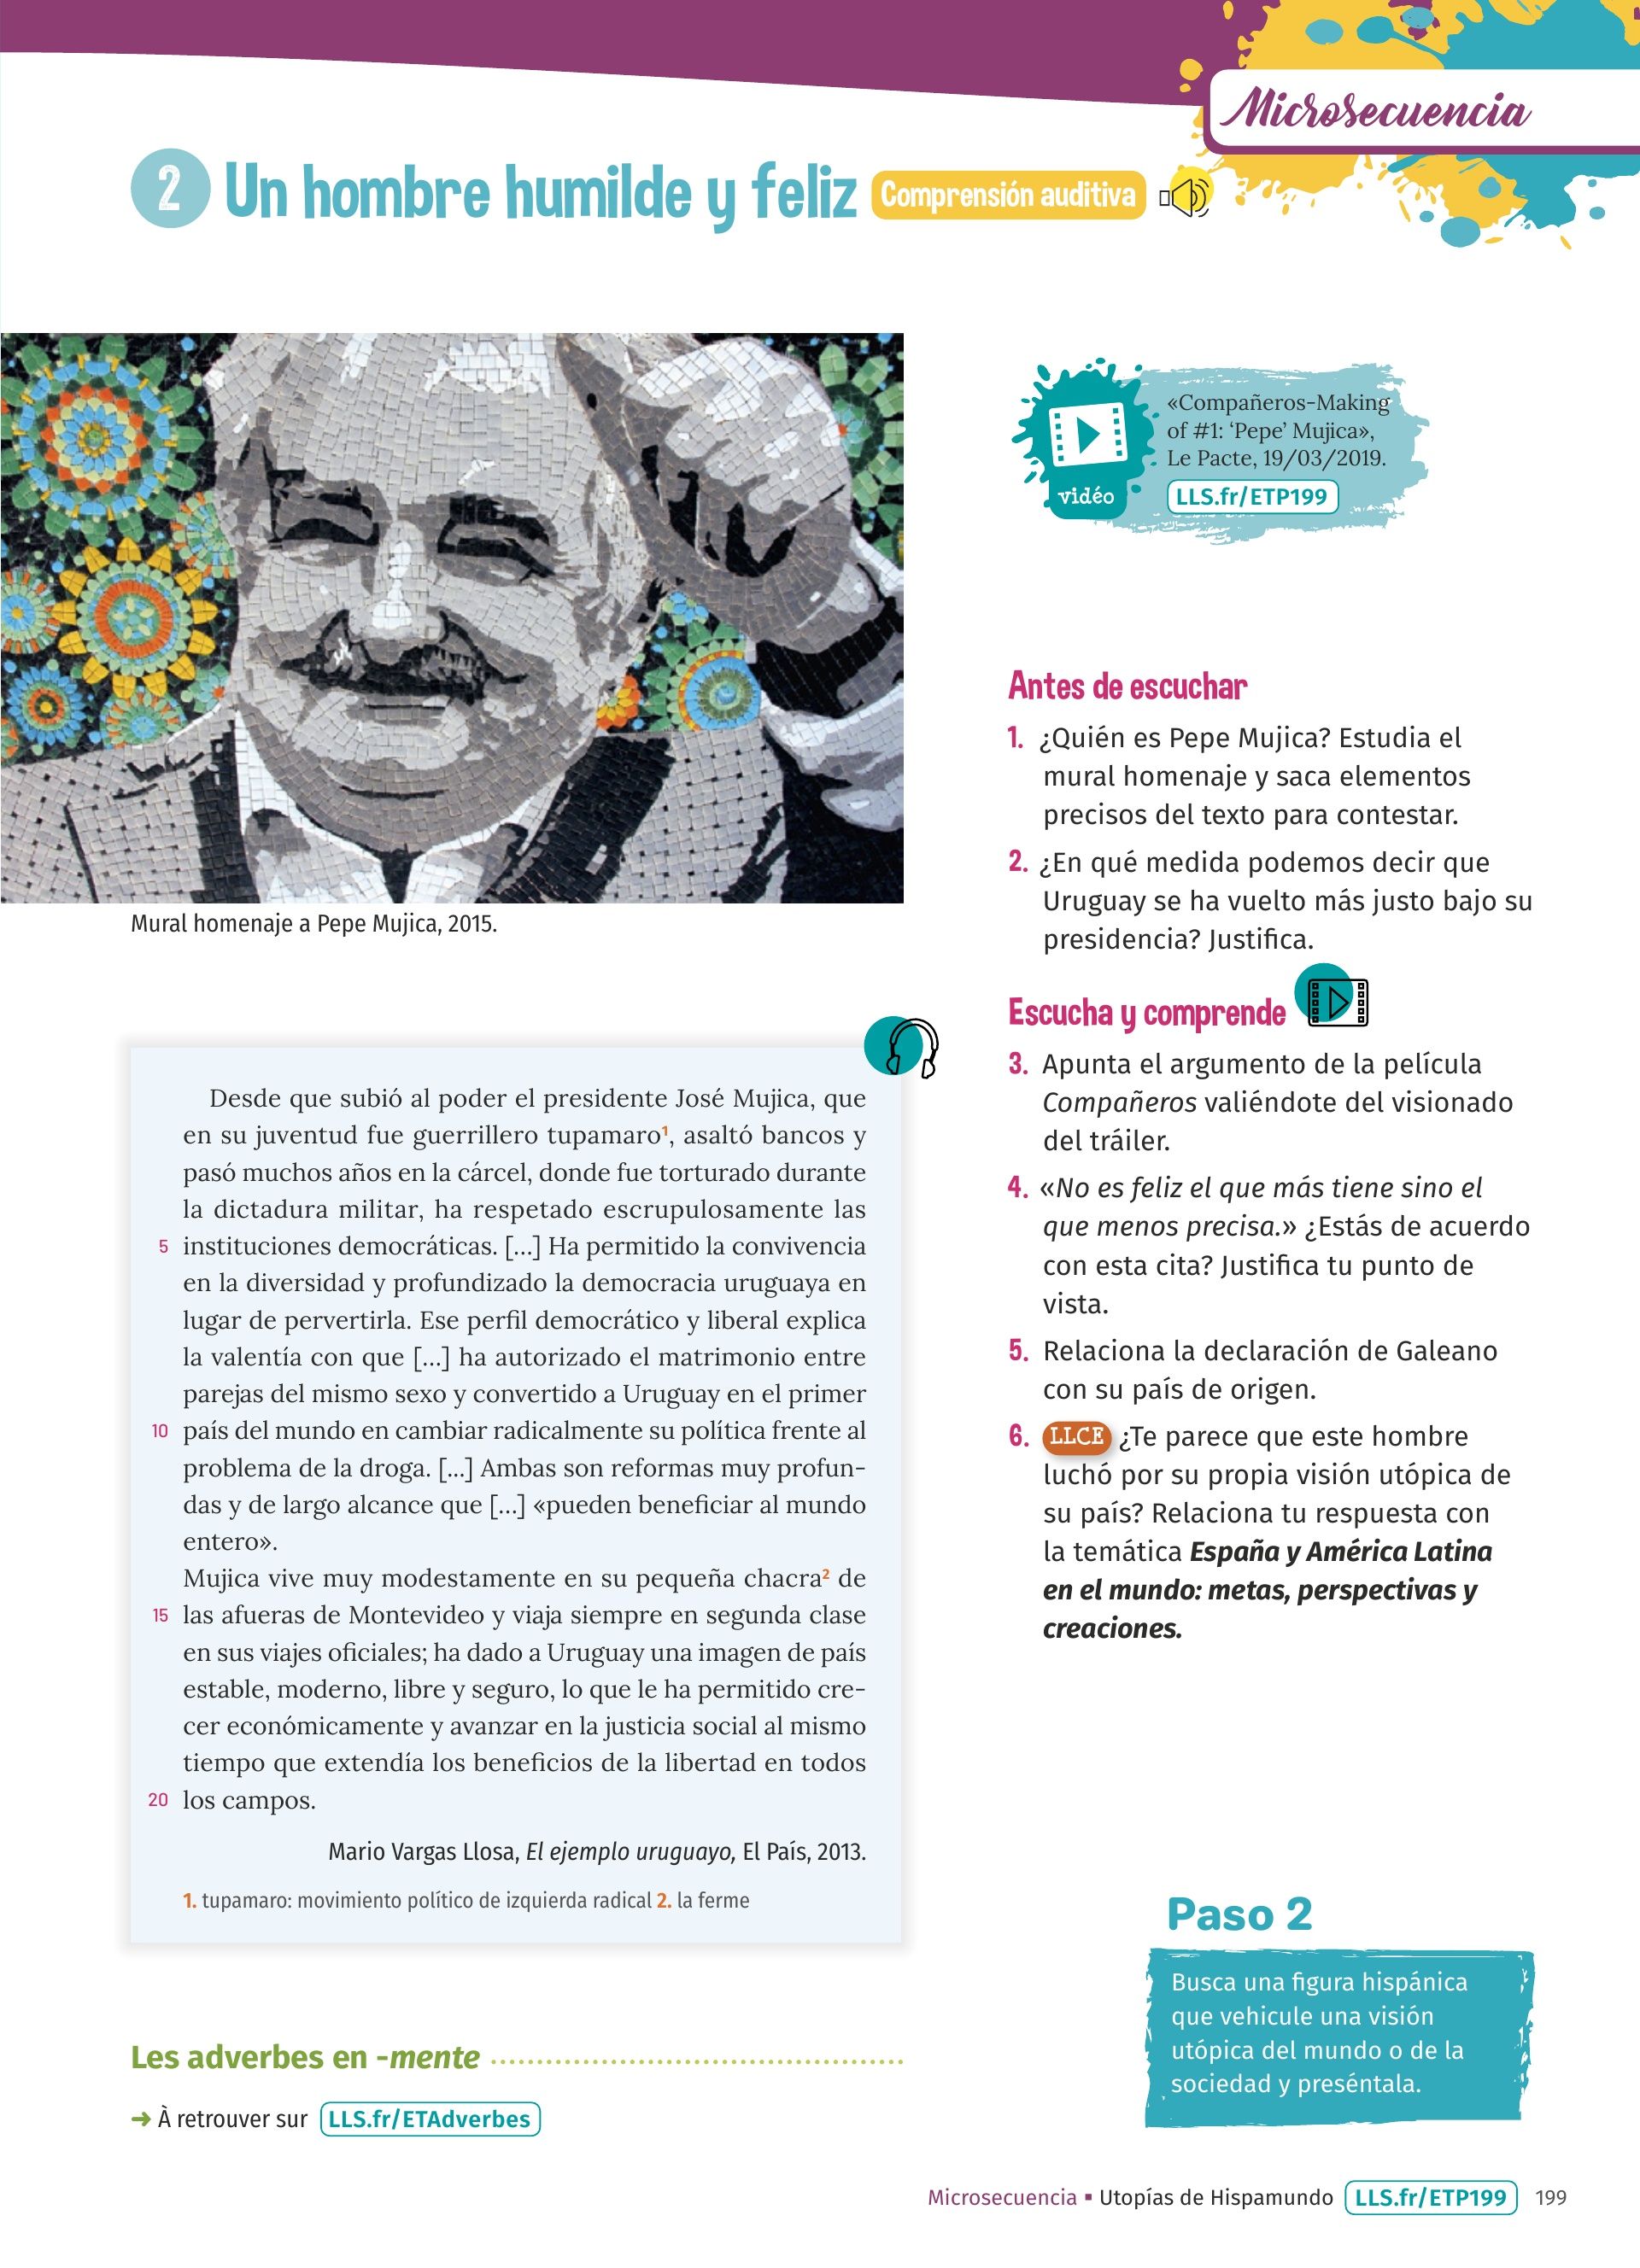 Microsecuencia
2 Un hombre humilde y feliz Comprensión auditiva
«Compañeros-Making
of #1: ‘Pepe’ Mujica»,
Le Pacte, 19/03/2019.
vidéo
LLS.fr/ETP199
Mural homenaje a Pepe Mujica, 2015.
Desde que subió al poder el presidente José Mujica, que
en su juventud fue guerrillero tupamaro¹, asaltó bancos y
pasó muchos años en la cárcel, donde fue torturado durante
la dictadura militar, ha respetado escrupulosamente las
5 instituciones democráticas. [...] Ha permitido la convivencia
en la diversidad y profundizado la democracia uruguaya en
lugar de pervertirla. Ese perfil democrático y liberal explica
la valentía con que [...] ha autorizado el matrimonio entre
parejas del mismo sexo y convertido a Uruguay en el primer
10 país del mundo en cambiar radicalmente su política frente al
problema de la droga. [...] Ambas son reformas muy profun-
das y de largo alcance que [...] «pueden beneficiar al mundo
entero».
Mujica vive muy modestamente en su pequeña chacra² de
15 las afueras de Montevideo y viaja siempre en segunda clase
en sus viajes oficiales; ha dado a Uruguay una imagen de país
estable, moderno, libre y seguro, lo que le ha permitido cre-
cer económicamente y avanzar en la justicia social al mismo
tiempo que extendía los beneficios de la libertad en todos
20 los campos.
Mario Vargas Llosa, El ejemplo uruguayo, El País, 2013.
1. tupamaro: movimiento político de izquierda radical 2. la ferme
Les adverbes en -mente
➜ À retrouver sur LLS.fr/ETAdverbes
Antes de escuchar
1. ¿Quién es Pepe Mujica? Estudia el
mural homenaje y saca elementos
precisos del texto para contestar.
2. ¿En qué medida podemos decir que
Uruguay se ha vuelto más justo bajo su
presidencia? Justifica.
Escucha y comprende
3. Apunta el argumento de la película
Compañeros valiéndote del visionado
del tráiler.
4. «No es feliz el que más tiene sino el
que menos precisa.» ¿Estás de acuerdo
con esta cita? Justifica tu punto de
vista.
5. Relaciona la declaración de Galeano
con su país de origen.
6. LLCE ¿Te parece que este hombre
luchó por su propia visión utópica de
su país? Relaciona tu respuesta con
la temática España y América Latina
en el mundo: metas, perspectivas y
creaciones.
Paso 2
Busca una figura hispánica
que vehicule una visión
utópica del mundo o de la
sociedad y preséntala.
Microsecuencia ▪ Utopías de Hispamundo LLS.fr/ETP199 199